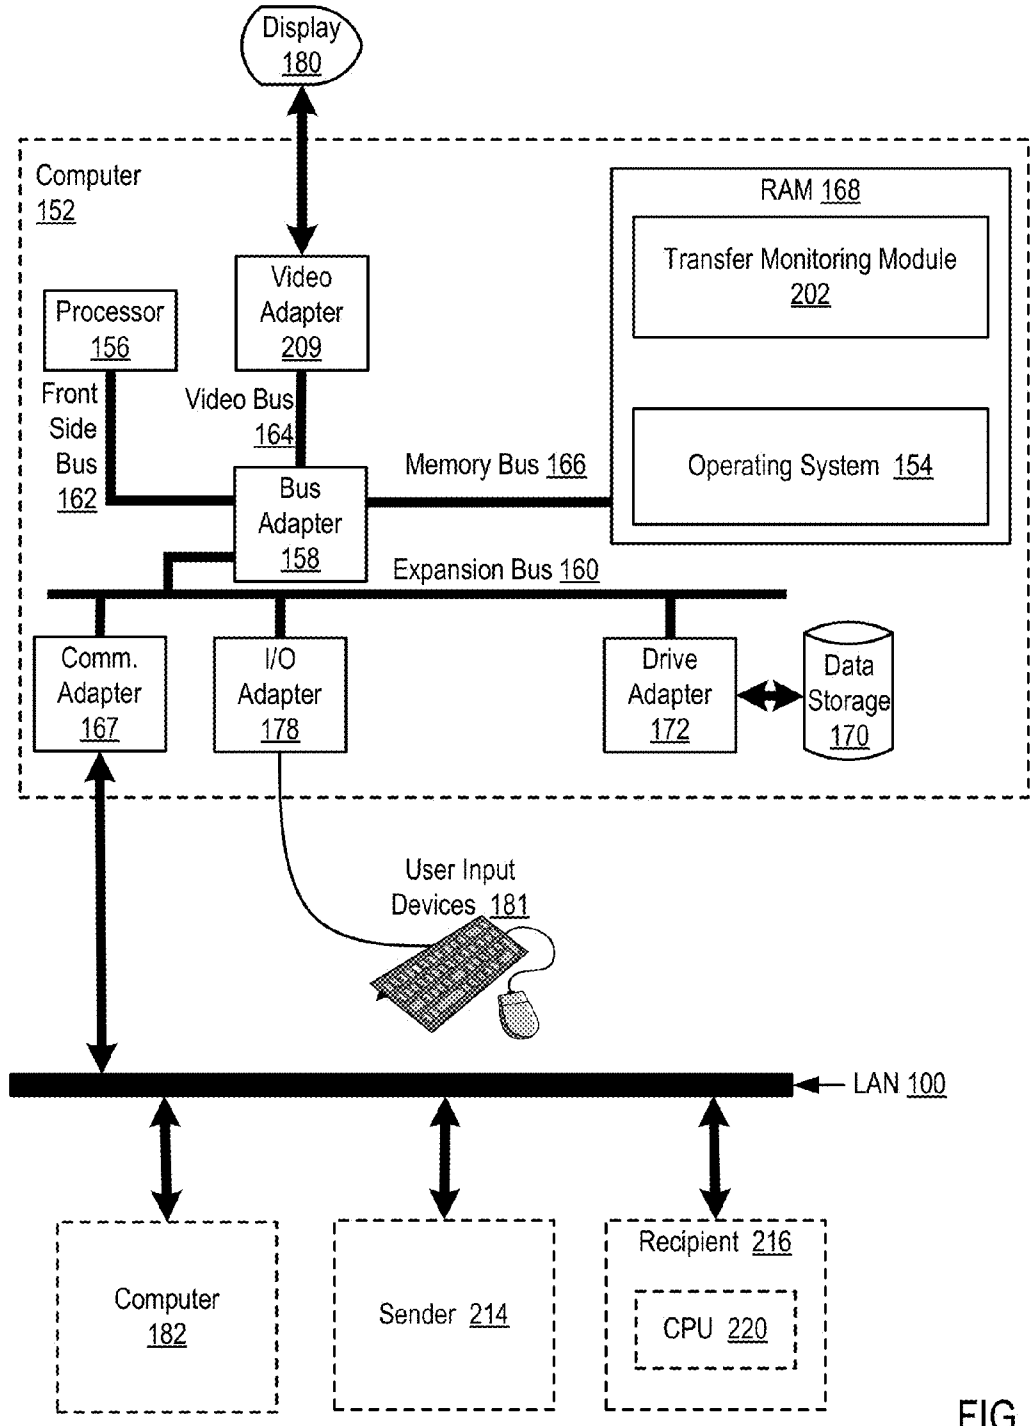 Display
180
Computer
152
RAM 168
Transfer Monitoring Module
202
Video
Adapter
209
Processor
156
Front
Side
Bus
162
Video Bus
164
Memory Bus 166
Operating System 154
Bus
Adapter
158
Expansion Bus 160
Comm.
Adapter
167
I/O
Adapter
178
Drive
Adapter
172
Data
Storage
170
User Input
Devices 181
LAN 100
Computer
182
Sender 214
Recipient 216
CPU 220
FIG